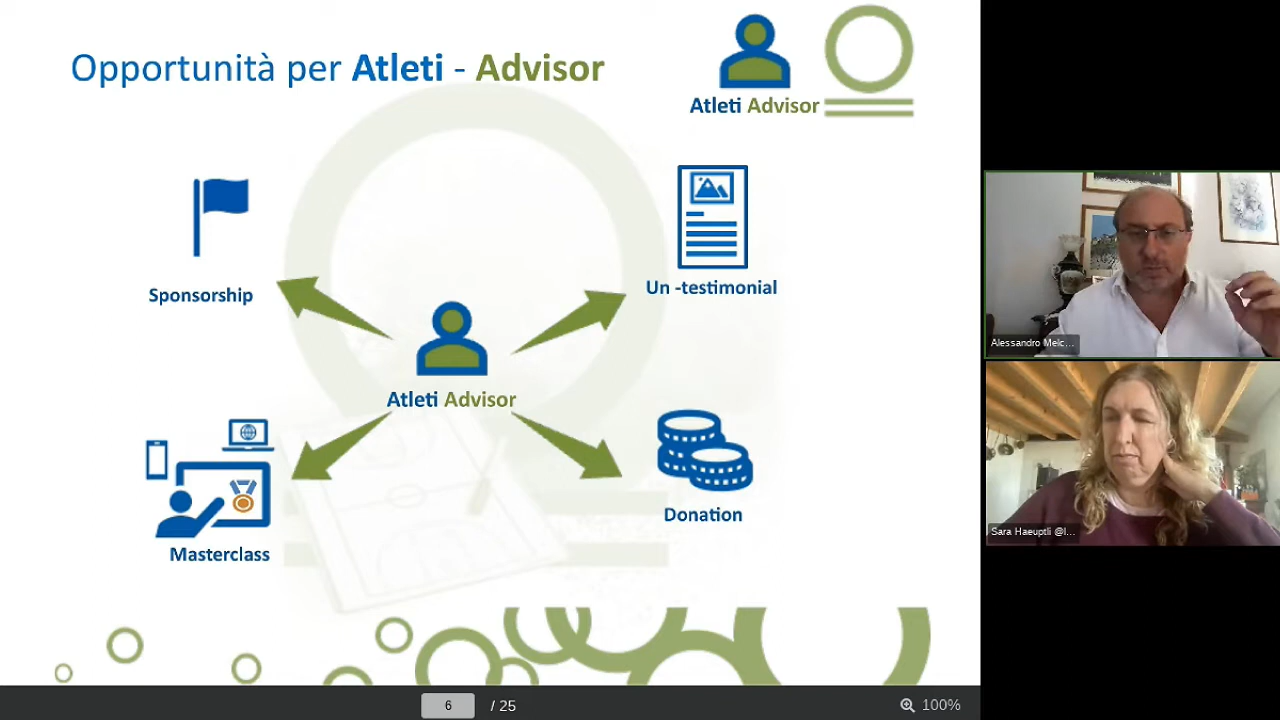 Opportunità per Atleti - Advisor
Atleti Advisor
Sponsorship
Un -testimonial
Atleti Advisor
Masterclass
Donation
Alessandro Melc...
Sara Haeuptli @l...
6 / 25
100%